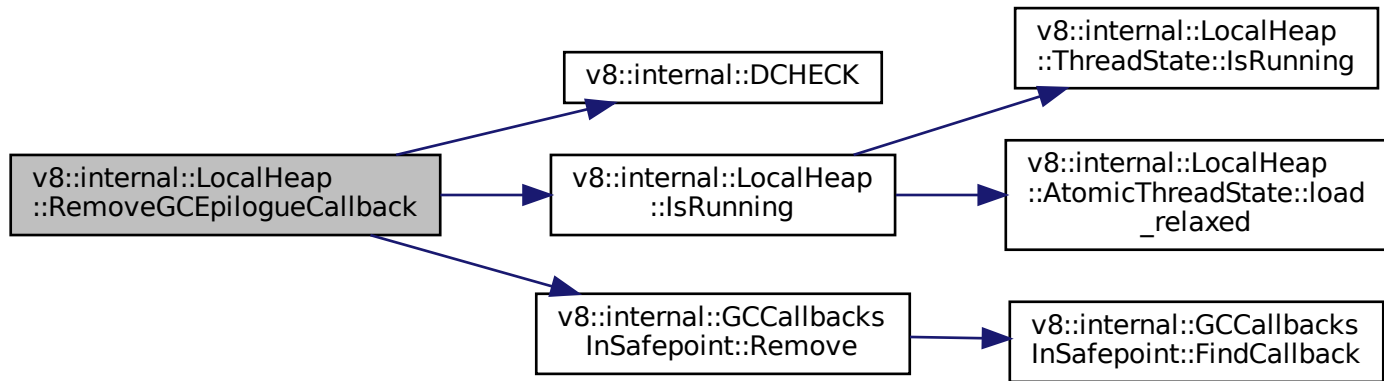 v8::internal::LocalHeap
::RemoveGCEpilogueCallback
v8::internal::DCHECK
v8::internal::LocalHeap
::IsRunning
v8::internal::GCCallbacks
InSafepoint::Remove
v8::internal::LocalHeap
::ThreadState::IsRunning
v8::internal::LocalHeap
::AtomicThreadState::load
_relaxed
v8::internal::GCCallbacks
InSafepoint::FindCallback